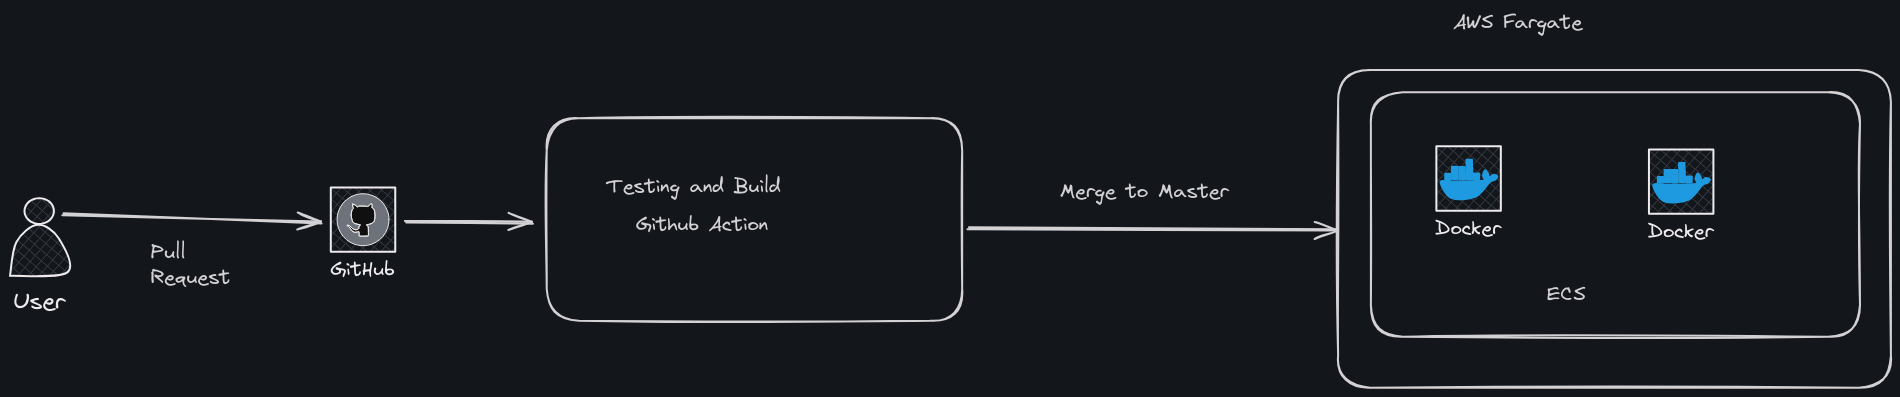 AWS Fargate
Testing and Build
Github Action
Merge to Master
Pull
Request
GitHub
User
Docker
Docker
ECS